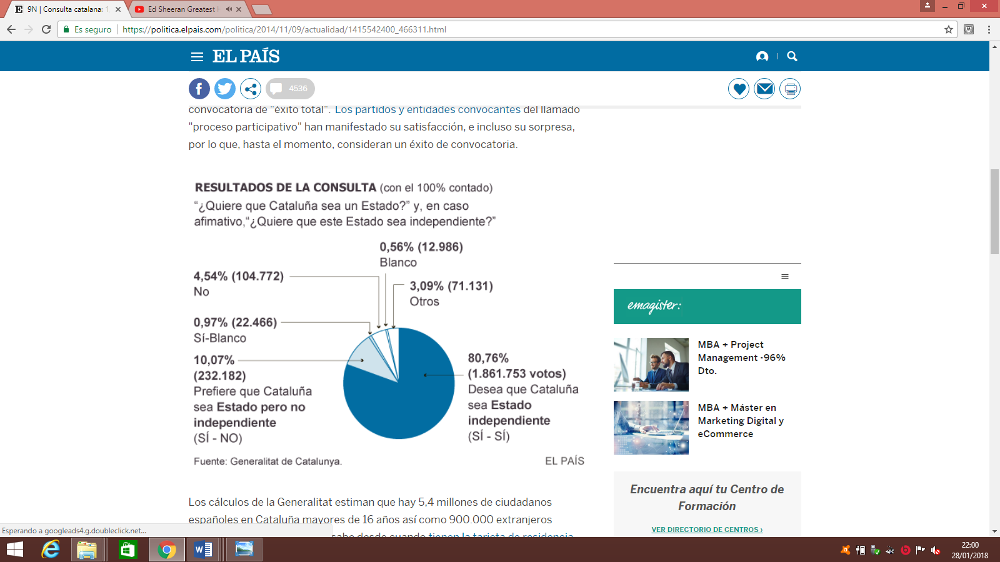 9N | Consulta catalana: 1
Ed Sheeran Greatest H
Es seguro
https://politica.elpais.com/politica/2014/11/09/actualidad/1415542400_466311.html
EL PAÍS
4536
convocatoria de "éxito total". Los partidos y entidades convocantes del llamado
"proceso participativo" han manifestado su satisfacción, e incluso su sorpresa,
por lo que, hasta el momento, consideran un éxito de convocatoria.
RESULTADOS DE LA CONSULTA (con el 100% contado)
“¿Quiere que Cataluña sea un Estado?” y, en caso
afimativo,“¿Quiere que este Estado sea independiente?”
0,56% (12.986)
Blanco
4,54% (104.772)
No
3,09% (71.131)
Otros
0,97% (22.466)
Sí-Blanco
10,07%
(232.182)
Prefiere que Cataluña
sea Estado pero no
independiente
(SÍ - NO)
80,76%
(1.861.753 votos)
Desea que Cataluña
sea Estado
independiente
(SÍ - SÍ)
Fuente: Generalitat de Catalunya.
EL PAÍS
emagister:
MBA + Project
Management -96%
Dto.
MBA + Máster en
Marketing Digital y
eCommerce
Encuentra aquí tu Centro de
Formación
VER DIRECTORIO DE CENTROS ›
Los cálculos de la Generalitat estiman que hay 5,4 millones de ciudadanos
españoles en Cataluña mayores de 16 años así como 900.000 extranjeros
sabe desde cuando tienen la tarjeta de residencia
Esperando a googleads4.g.doubleclick.net...
22:00
28/01/2018